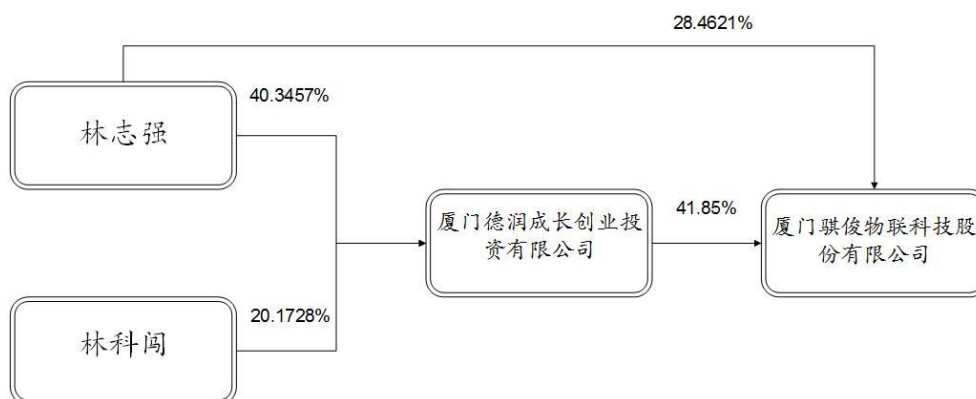 28.4621%
40.3457%
林志强
厦门德润成长创业投
资有限公司
41.85%
厦门骐俊物联科技股
份有限公司
20.1728%
林科闯